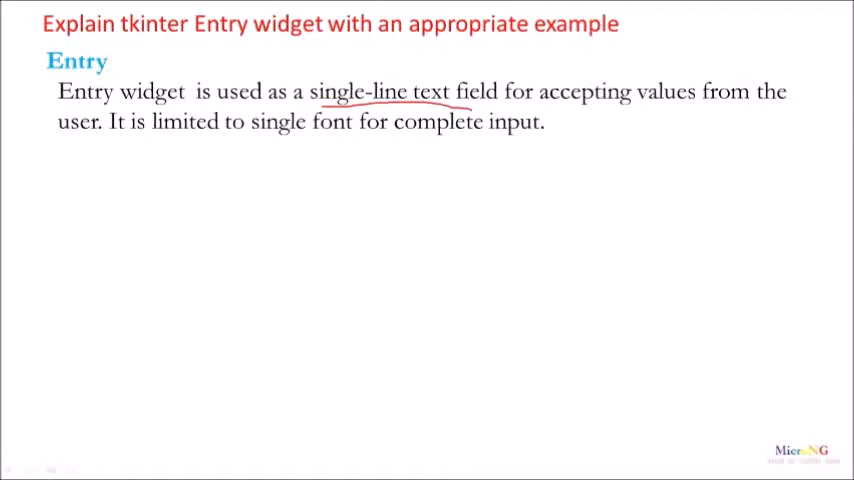 Explain tkinter Entry widget with an appropriate example
Entry
Entry widget is used as a single-line text field for accepting values from the
user. It is limited to single font for complete input.
MicroNG